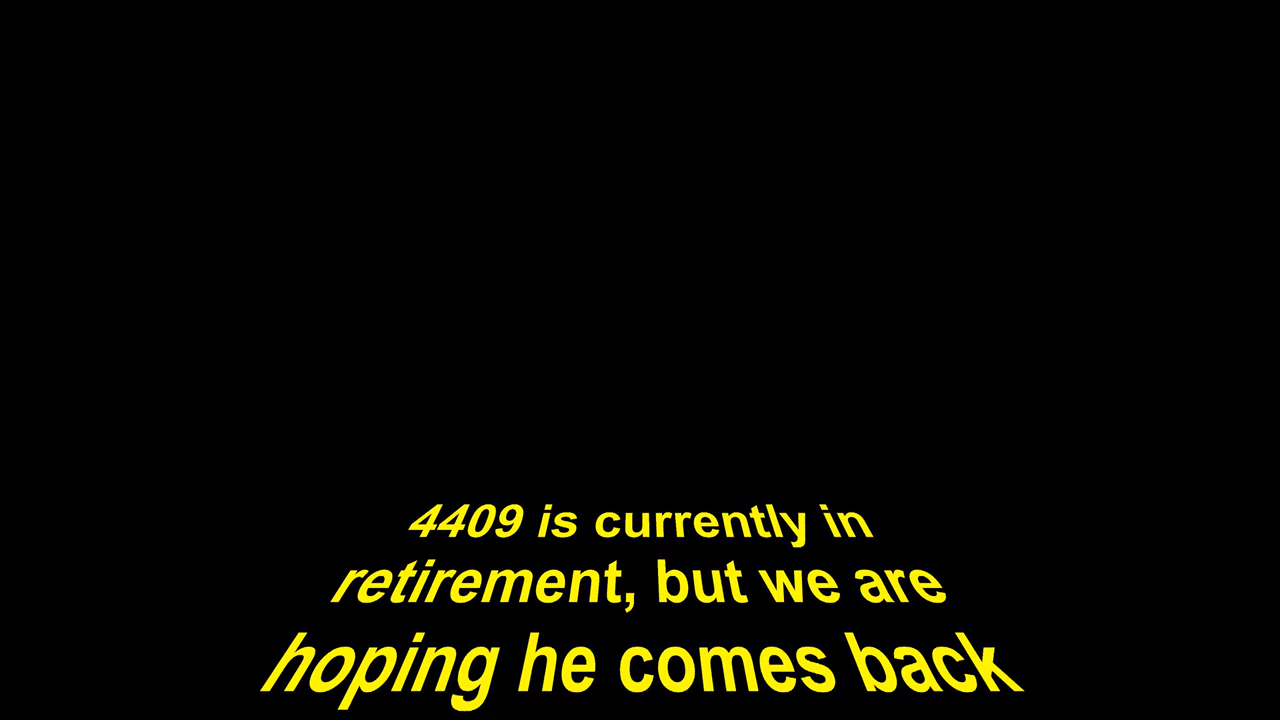 4409 is currently in
retirement, but we are
hoping he comes back